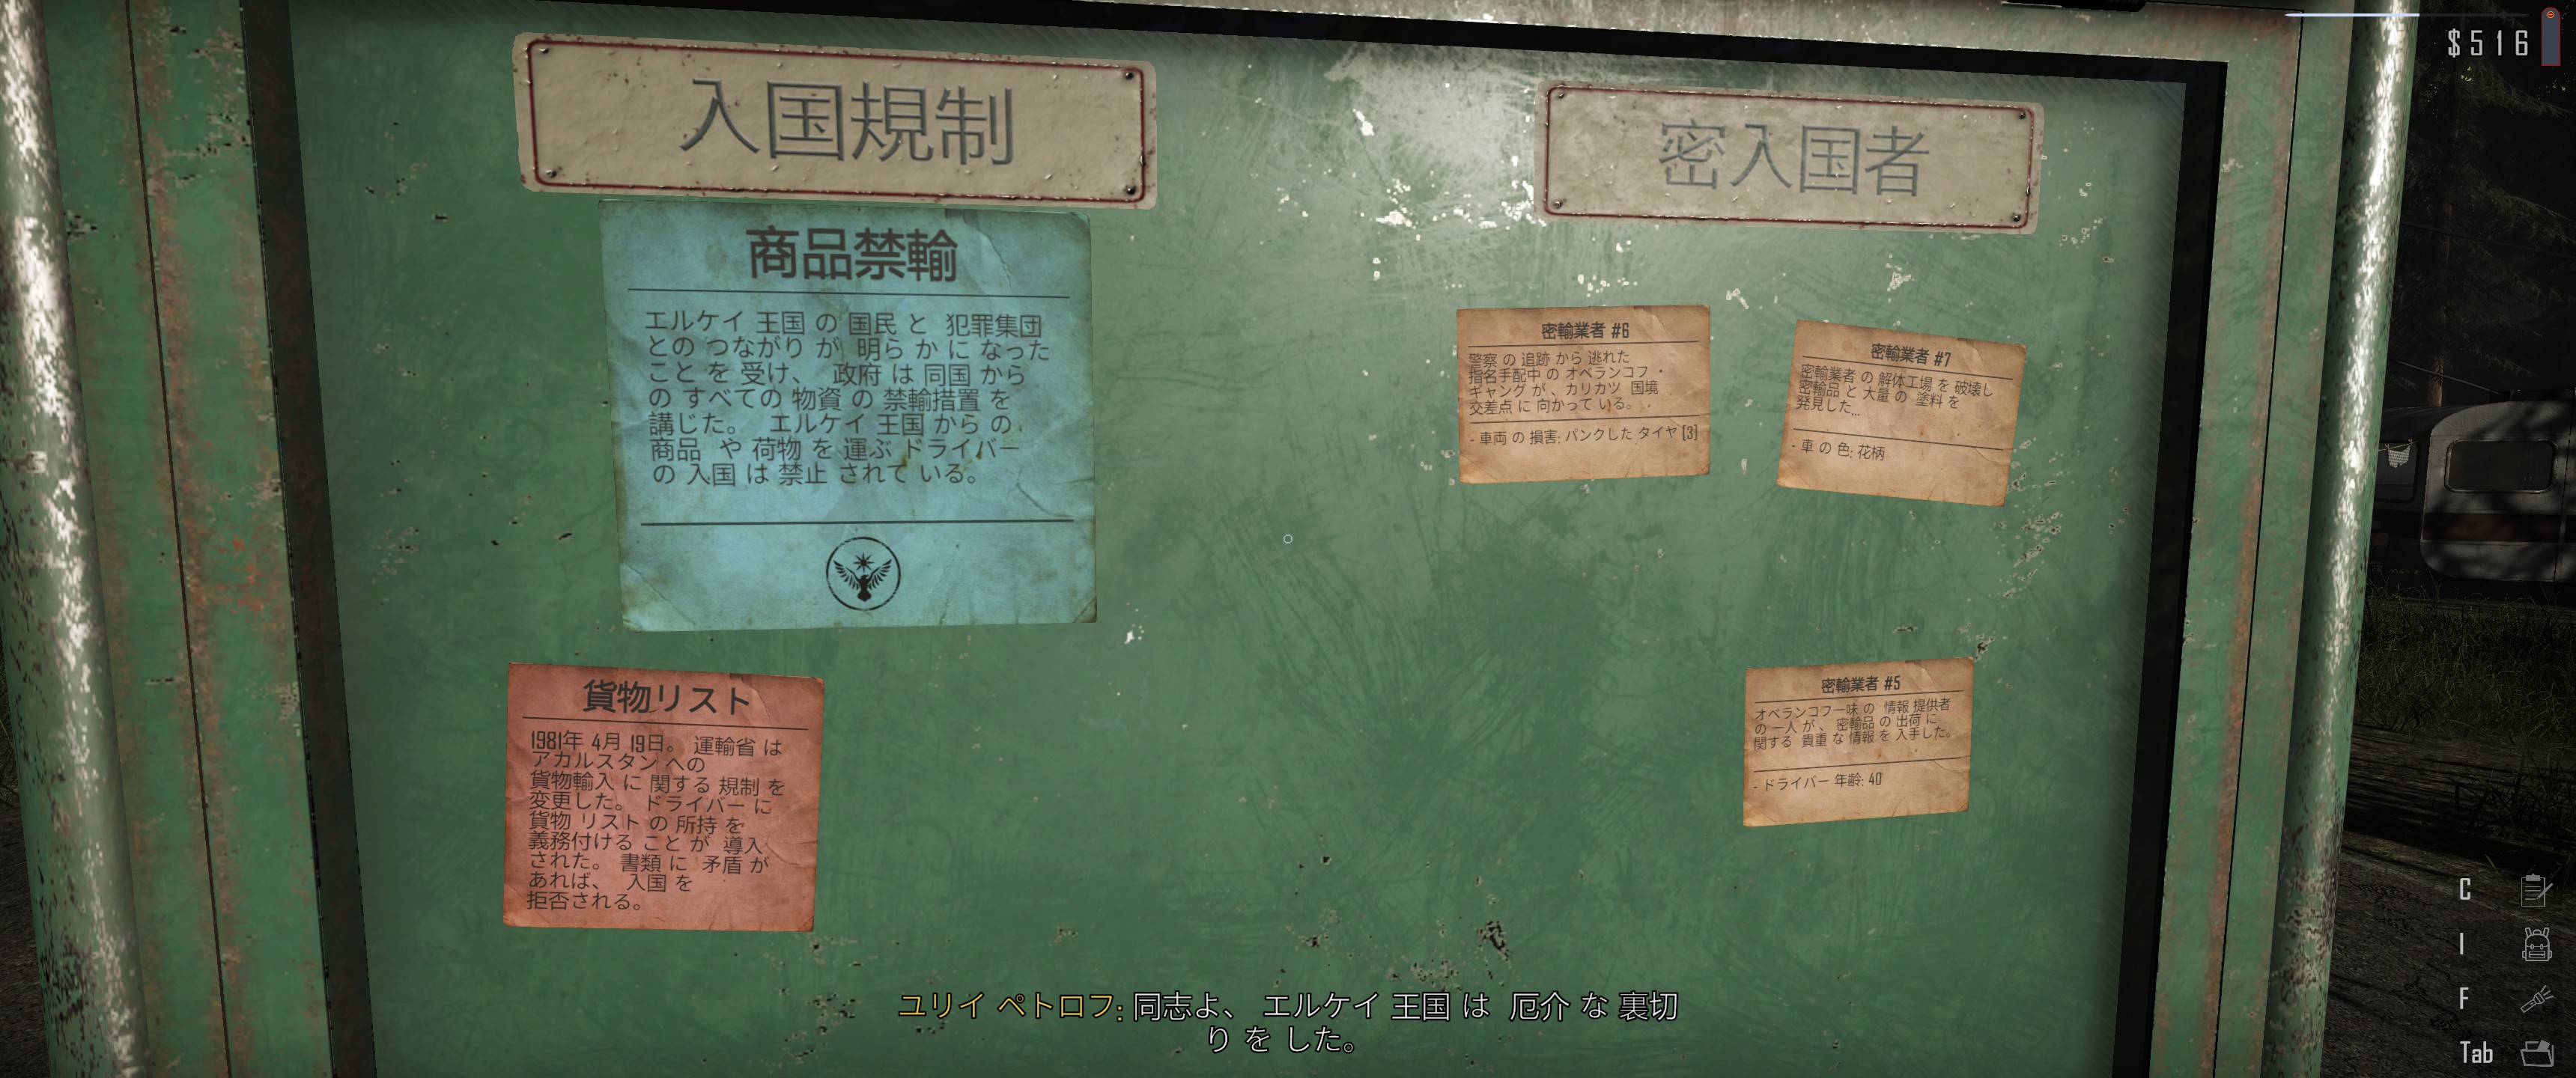 $516
入国規制
密入国者
商品禁輸
エルケイ 王国 の 国民 と 犯罪集団
との つながり が 明ら か に なった
こと を 受け、 政府 は 同国 から
の すべての 物資 の 禁輸措置 を
講じた。 エルケイ 王国 から の
商品 や 荷物 を 運ぶ ドライバー
の 入国 は 禁止 されて いる。
密輸業者 #6
警察 の 追跡 から 逃れた
指名手配中 の オベランコフ・
ギャング が、カリカツ 国境
交差点 に 向かって いる。
- 車両 の 損害: パンクした タイヤ [3]
密輸業者 #7
密輸業者 の 解体工場 を 破壊し
密輸品 と 大量 の 塗料 を
発見した...
- 車 の 色: 花柄
貨物リスト
1981年 4月 19日。 運輸省 は
アカルスタン への
貨物輸入 に 関する 規制 を
変更した。 ドライバー に
貨物 リスト の 所持 を
義務付ける こと が 導入
された。 書類 に 矛盾 が
あれば、 入国 を
拒否される。
密輸業者 #5
オベランコフ一味 の 情報 提供者
の 一人 が、 密輸品 の 出荷 に
関する 貴重 な 情報 を 入手した。
- ドライバー 年齢: 40
ユリイ ペトロフ: 同志よ、 エルケイ 王国 は 厄介 な 裏切
り を した。
C
I
F
Tab